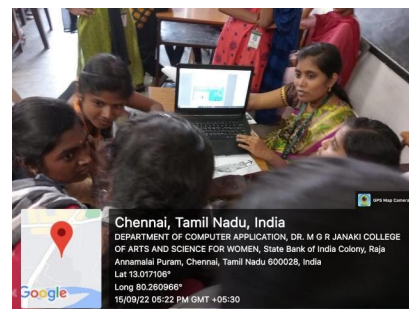 GPS Map Camera
Chennai, Tamil Nadu, India
DEPARTMENT OF COMPUTER APPLICATION, DR. M G R JANAKI COLLEGE
OF ARTS AND SCIENCE FOR WOMEN, State Bank of India Colony, Raja
Annamalai Puram, Chennai, Tamil Nadu 600028, India
Lat 13.017106°
Long 80.260966°
15/09/22 05:22 PM GMT +05:30
Google